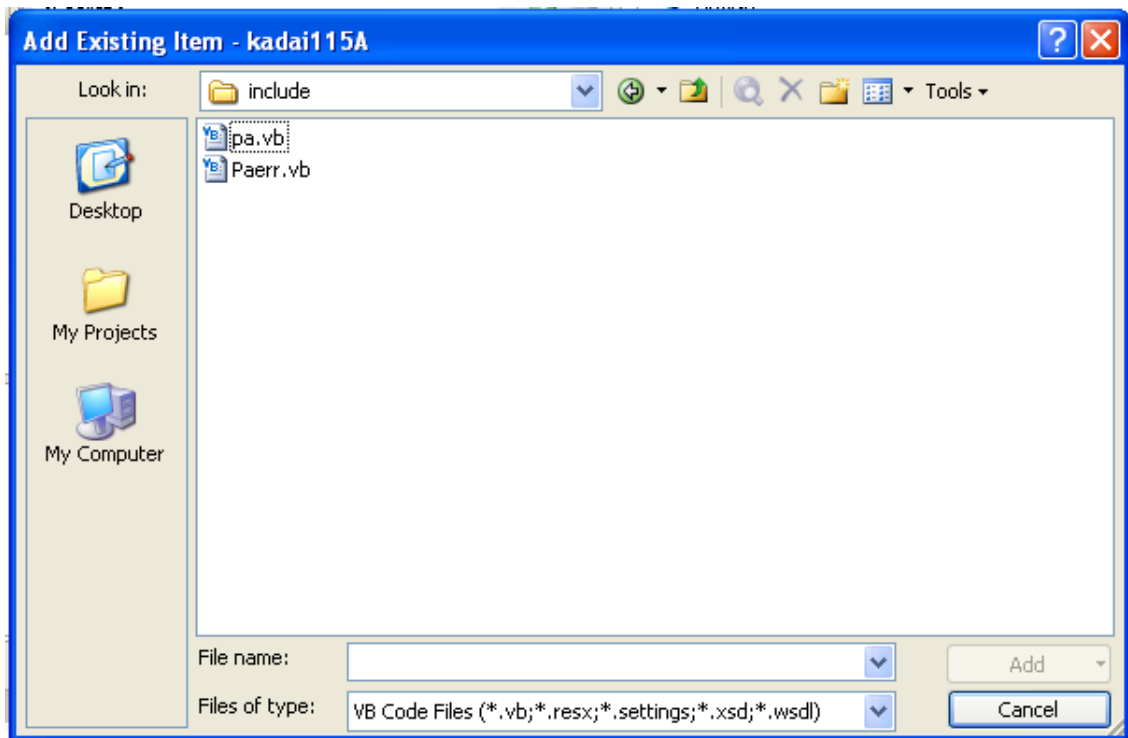 Add Existing Item - kadai115A
Look in:
include
Tools
pa.vb
Paerr.vb
Desktop
My Projects
My Computer
File name:
Add
Files of type:
VB Code Files (*.vb;*.resx;*.settings;*.xsd;*.wsdl)
Cancel